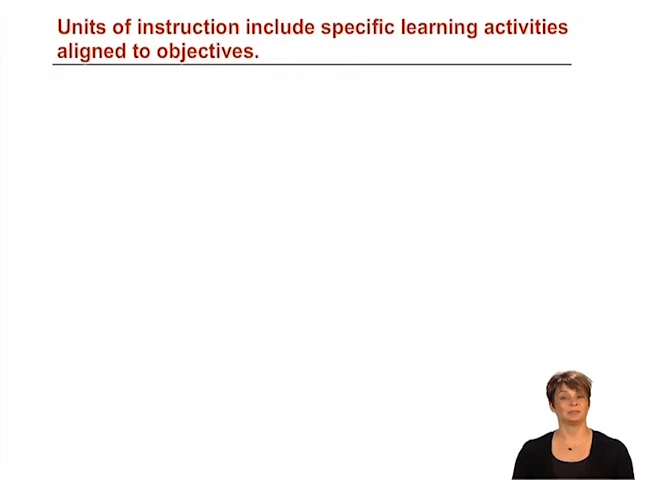 Units of instruction include specific learning activities
aligned to objectives.